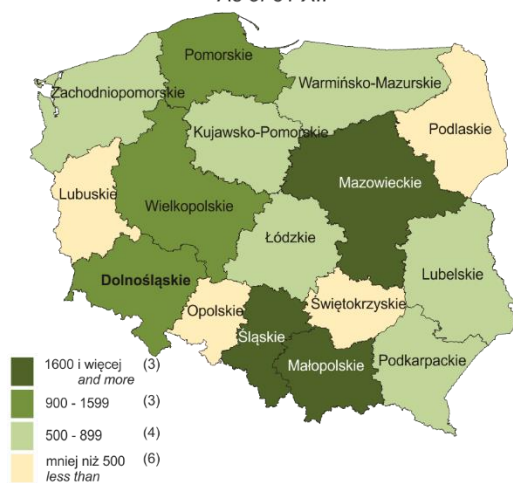 Pomorskie
Warmińsko-Mazurskie
Zachodniopomorskie
Kujawsko-Pomorskie
Podlaskie
Mazowieckie
Lubuskie
Wielkopolskie
Łódzkie
Lubelskie
Dolnośląskie
Opolskie
Świętokrzyskie
Śląskie
Małopolskie
Podkarpackie
1600 i więcej (3)
and more
900 - 1599 (3)
500 - 899 (4)
mniej niż 500 (6)
less than